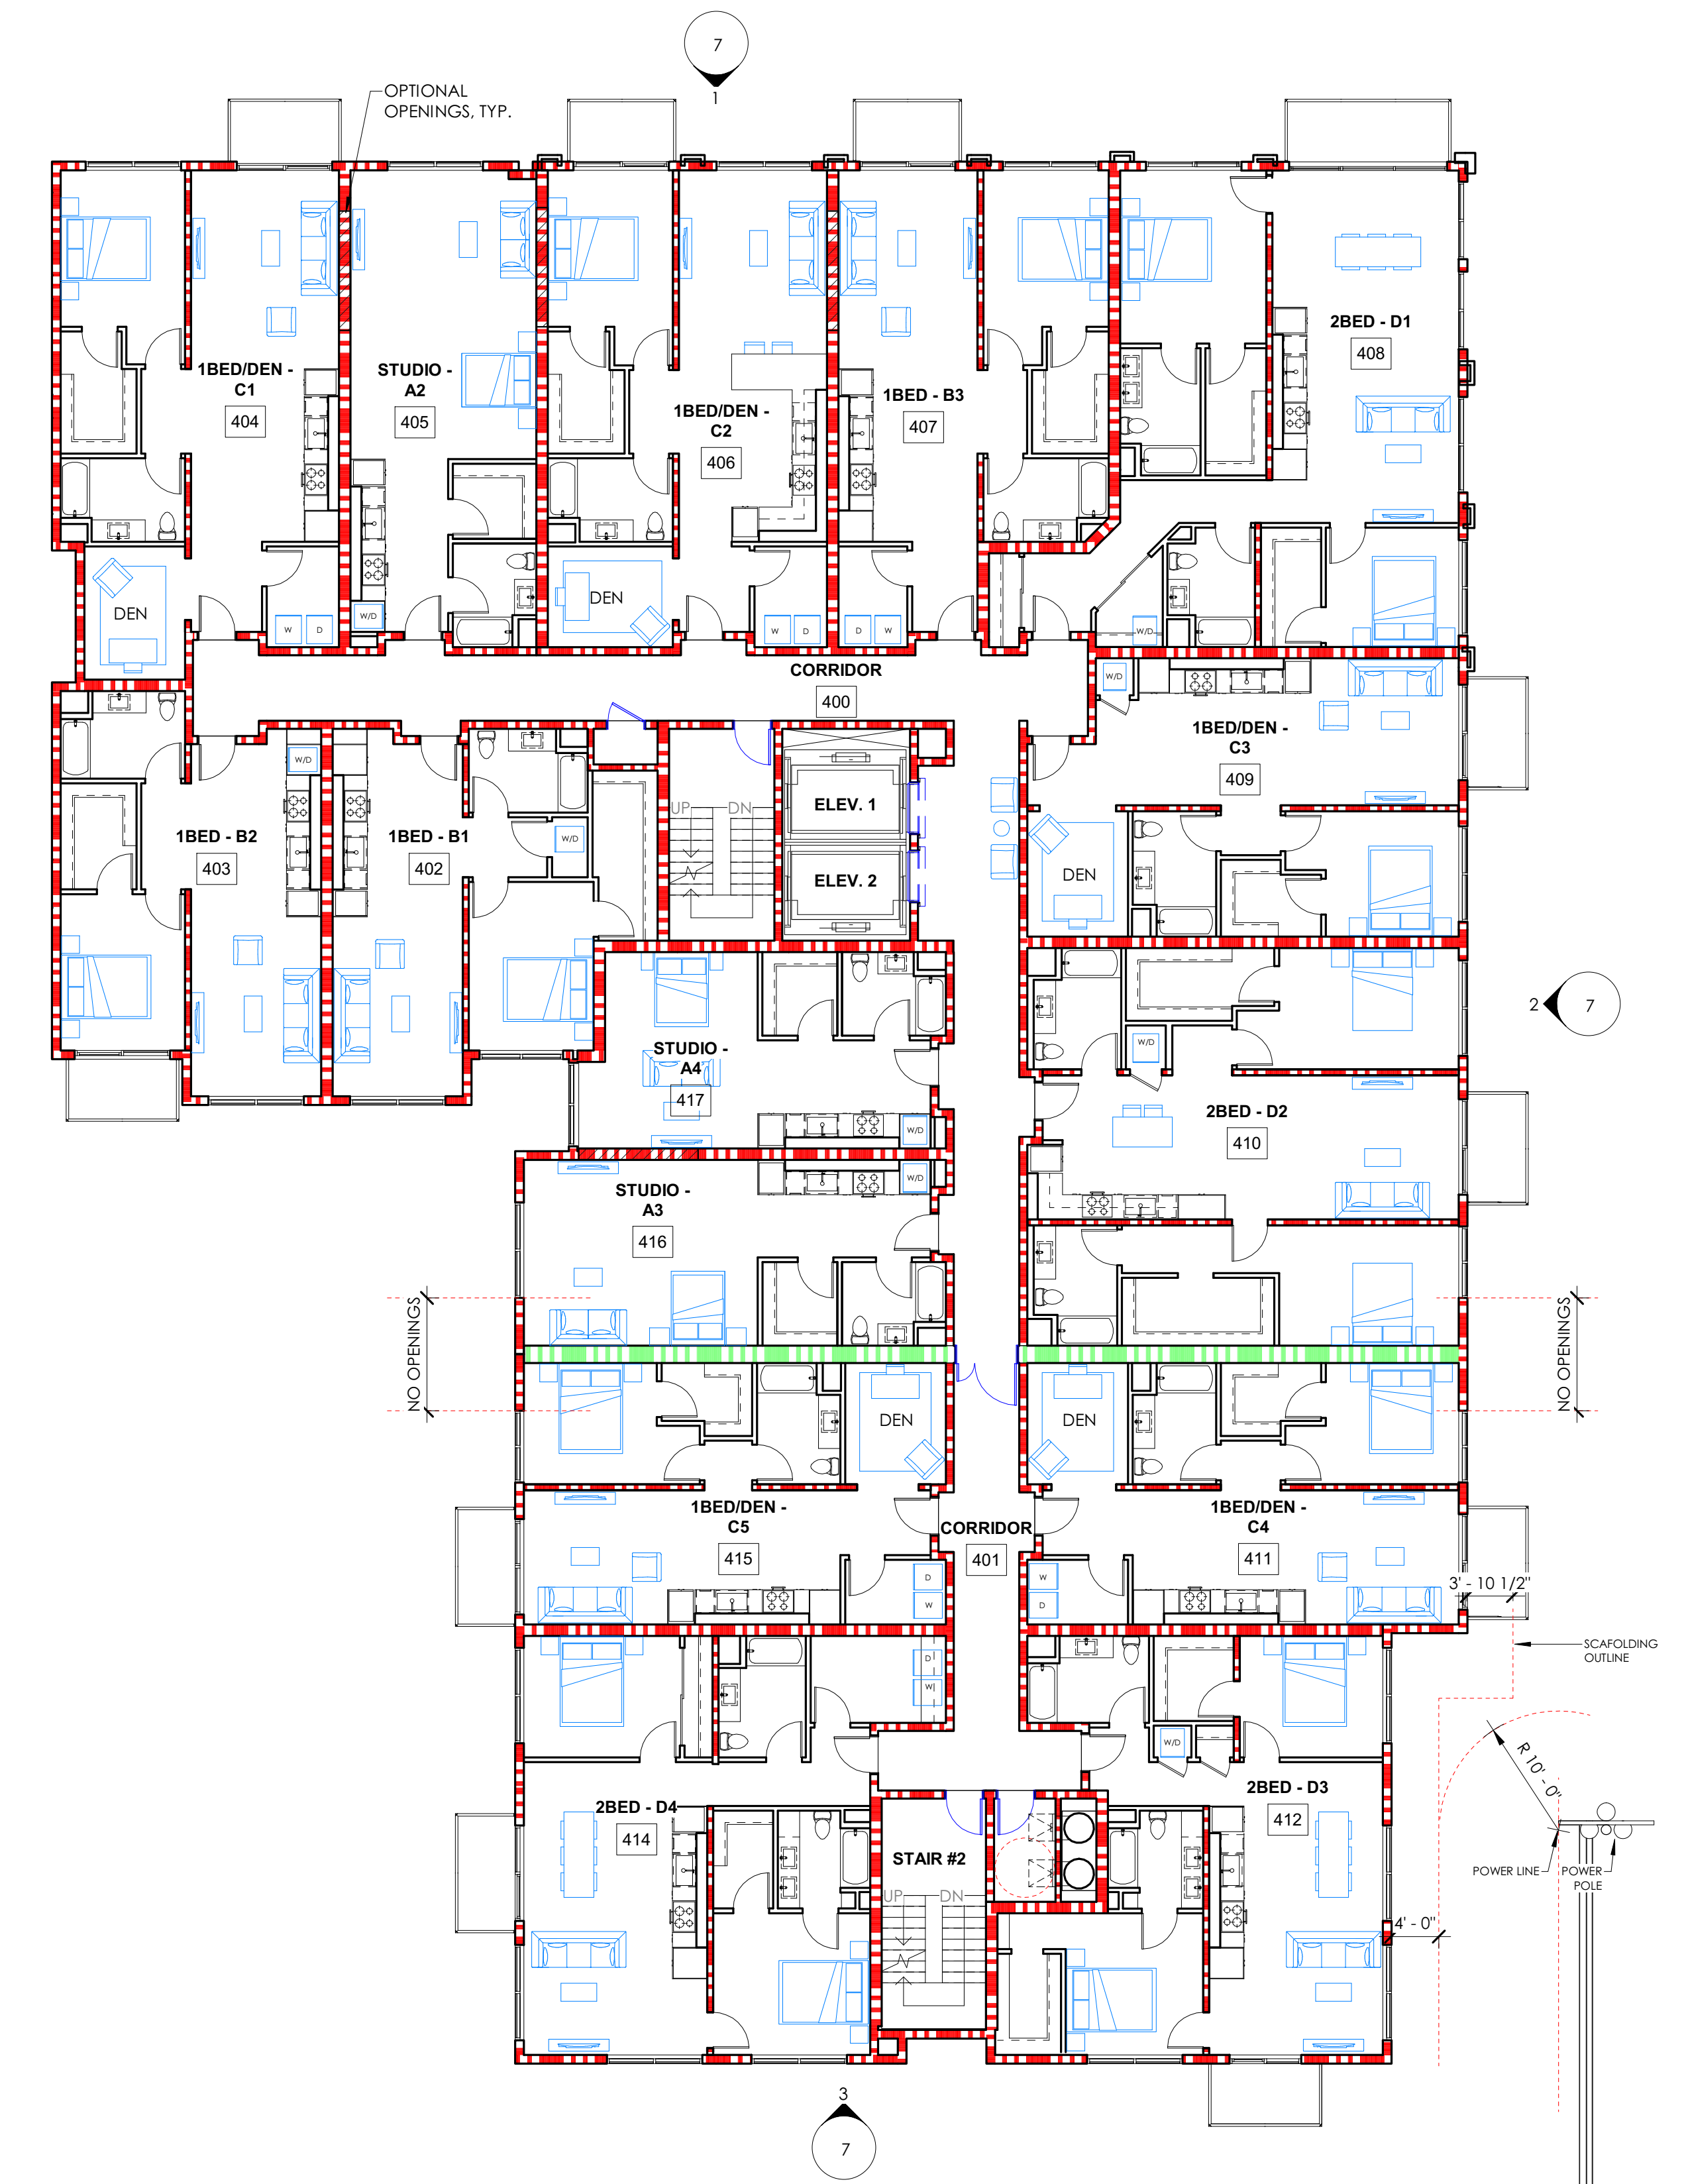 7
1
OPTIONAL
OPENINGS, TYP.
1BED/DEN -
C1
404
STUDIO -
A2
405
1BED/DEN -
C2
406
1BED - B3
407
2BED - D1
408
DEN
W
D
W/D
DEN
W
D
D
W
W/D
CORRIDOR
400
W/D
1BED/DEN -
C3
409
W/D
1BED - B2
403
1BED - B1
402
W/D
UP
DN
ELEV. 1
ELEV. 2
DEN
2
7
STUDIO -
A4
417
W/D
W/D
2BED - D2
410
STUDIO -
A3
416
W/D
NO OPENINGS
NO OPENINGS
DEN
DEN
1BED/DEN -
C5
415
CORRIDOR
401
1BED/DEN -
C4
411
D
W
W
D
3' - 10 1/2"
SCAFOLDING
OUTLINE
D
W
W/D
R 10' - 0"
2BED - D4
414
2BED - D3
412
STAIR #2
UP
DN
POWER LINE
POWER
POLE
4' - 0"
3
7